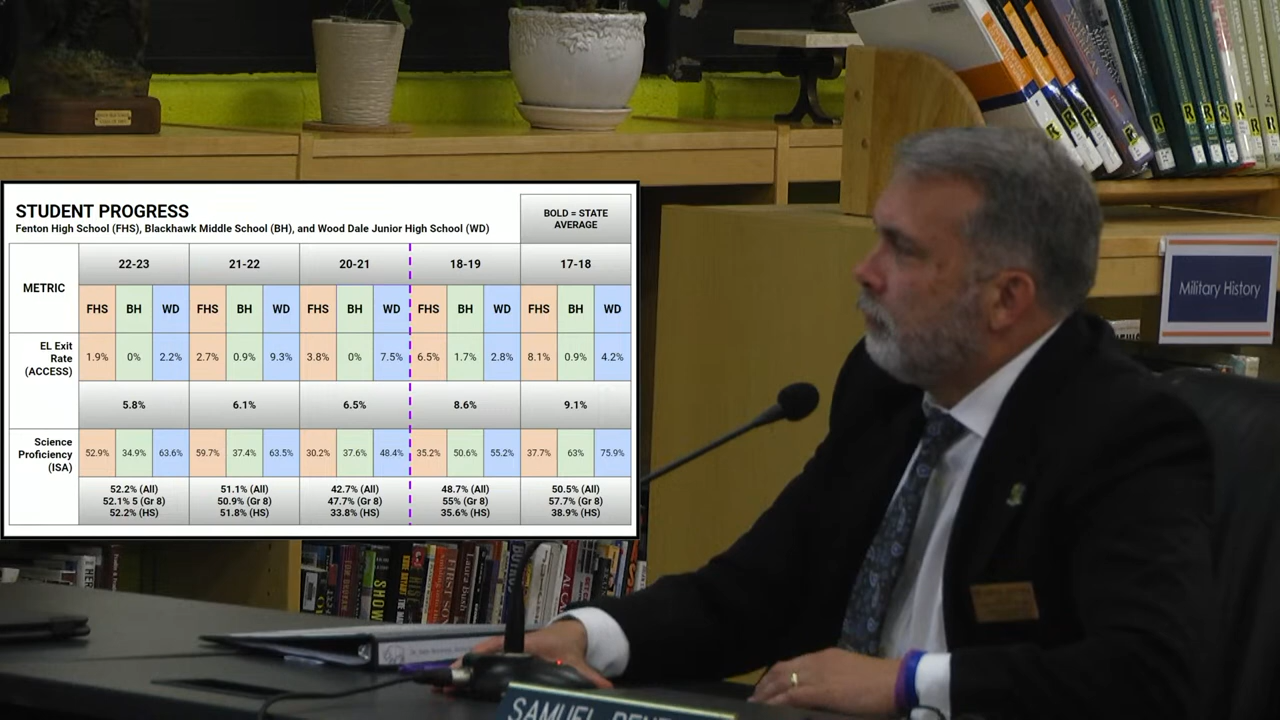 STUDENT PROGRESS
Fenton High School (FHS), Blackhawk Middle School (BH), and Wood Dale Junior High School (WD)
BOLD = STATE
AVERAGE
METRIC
22-23 21-22 20-21 18-19 17-18
FHS BH WD FHS BH WD FHS BH WD FHS BH WD FHS BH WD
EL Exit
Rate
(ACCESS)
1.9% 0% 2.2% 2.7% 0.9% 9.3% 3.8% 0% 7.5% 6.5% 1.7% 2.8% 8.1% 0.9% 4.2%
5.8% 6.1% 6.5% 8.6% 9.1%
Science
Proficiency
(ISA)
52.9% 34.9% 63.6% 59.7% 37.4% 63.5% 30.2% 37.6% 48.4% 35.2% 50.6% 55.2% 37.7% 63% 75.9%
52.2% (All) 51.1% (All) 42.7% (All) 48.7% (All) 50.5% (All)
52.1% 5 (Gr 8) 50.9% (Gr 8) 47.7% (Gr 8) 55% (Gr 8) 57.7% (Gr 8)
52.2% (HS) 51.8% (HS) 33.8% (HS) 35.6% (HS) 38.9% (HS)
Military History
R R R R R R R
SHOW
FIRST SON
Laura Bush
SAMUEL